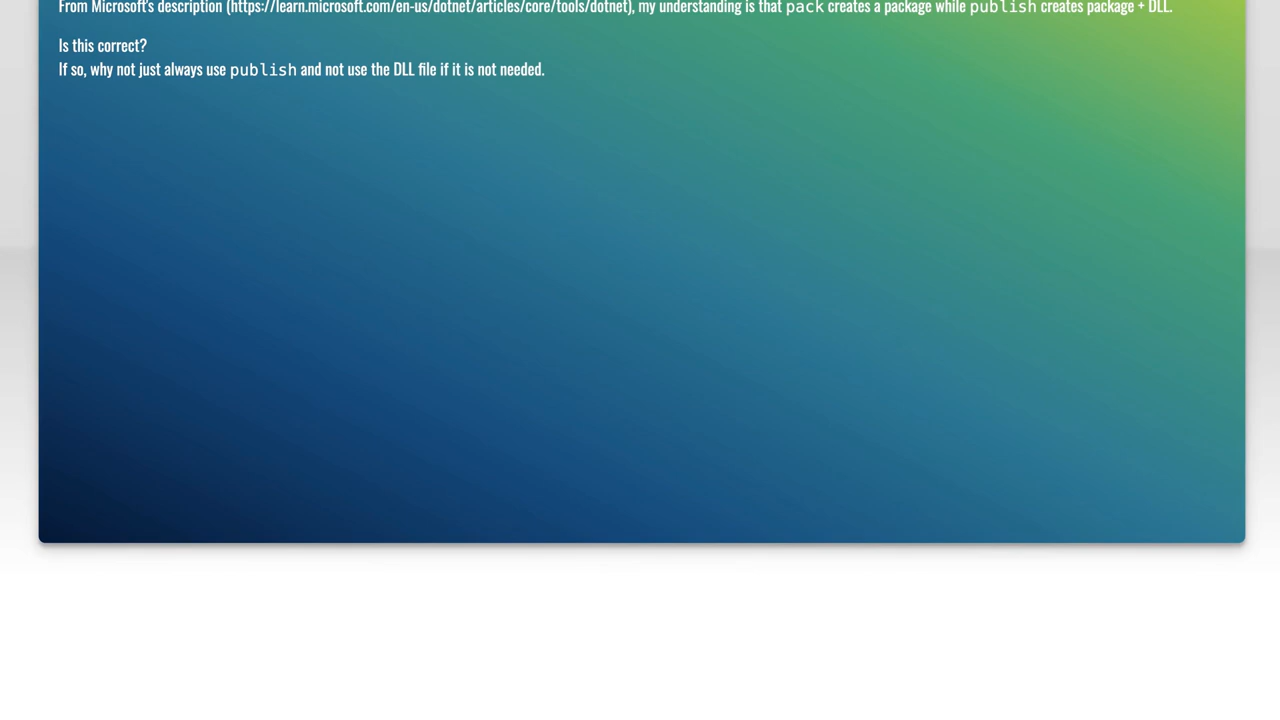 From Microsoft's description (https://learn.microsoft.com/en-us/dotnet/articles/core/tools/dotnet), my understanding is that pack creates a package while publish creates package + DLL.
Is this correct?
If so, why not just always use publish and not use the DLL file if it is not needed.